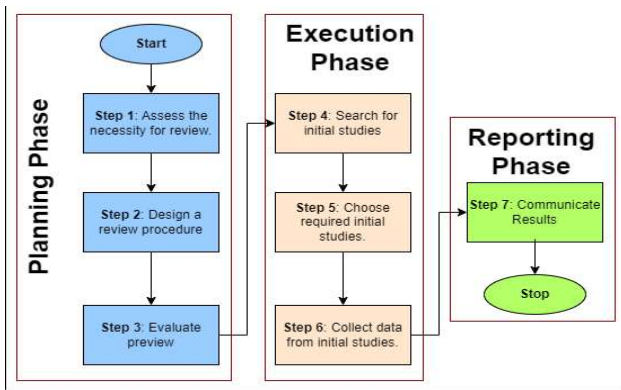 Planning Phase
Start
Step 1: Assess the
necessity for review.
Step 2: Design a
review procedure
Step 3: Evaluate
preview
Execution
Phase
Step 4: Search for
initial studies
Step 5: Choose
required initial
studies.
Step 6: Collect data
from initial studies.
Reporting
Phase
Step 7: Communicate
Results
Stop